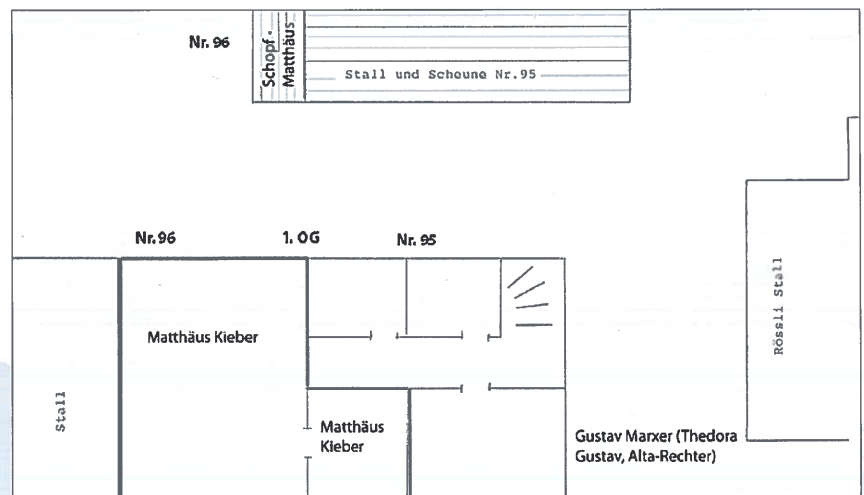 Nr. 96
Schopf •
Matthäus
Stall und Scheune Nr.95
Nr.96
1. OG
Nr. 95
Matthäus Kieber
Rössli Stall
Stall
Matthäus
Kieber
Gustav Marxer (Thedora
Gustav, Alta-Rechter)